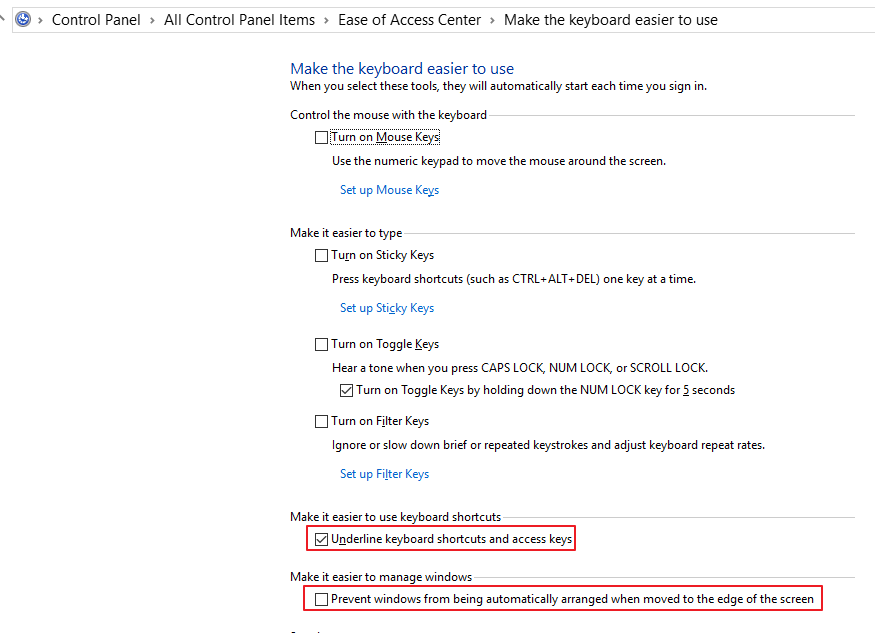 Control Panel › All Control Panel Items › Ease of Access Center › Make the keyboard easier to use
Make the keyboard easier to use
When you select these tools, they will automatically start each time you sign in.
Control the mouse with the keyboard
Turn on Mouse Keys
Use the numeric keypad to move the mouse around the screen.
Set up Mouse Keys
Make it easier to type
Turn on Sticky Keys
Press keyboard shortcuts (such as CTRL+ALT+DEL) one key at a time.
Set up Sticky Keys
Turn on Toggle Keys
Hear a tone when you press CAPS LOCK, NUM LOCK, or SCROLL LOCK.
Turn on Toggle Keys by holding down the NUM LOCK key for 5 seconds
Turn on Filter Keys
Ignore or slow down brief or repeated keystrokes and adjust keyboard repeat rates.
Set up Filter Keys
Make it easier to use keyboard shortcuts
Underline keyboard shortcuts and access keys
Make it easier to manage windows
Prevent windows from being automatically arranged when moved to the edge of the screen